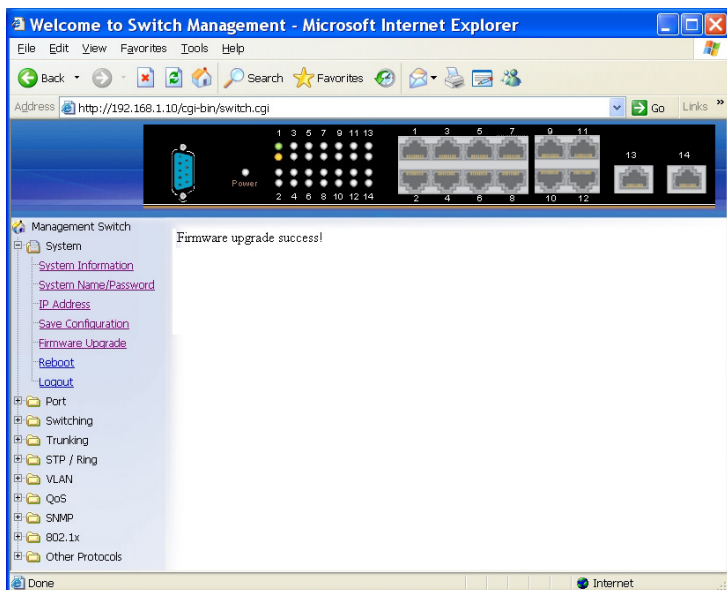 Welcome to Switch Management - Microsoft Internet Explorer
File Edit View Favorites Tools Help
Back Search Favorites
Address http://192.168.1.10/cgi-bin/switch.cgi Go Links »
1 3 5 7 9 11 13
1 3 5 7 9 11
13 14
Power
2 4 6 8 10 12 14
2 4 6 8 10 12
Management Switch
System
System Information
System Name/Password
IP Address
Save Configuration
Firmware Upgrade
Reboot
Logout
Port
Switching
Trunking
STP / Ring
VLAN
QoS
SNMP
802.1x
Other Protocols
Firmware upgrade success!
Done Internet